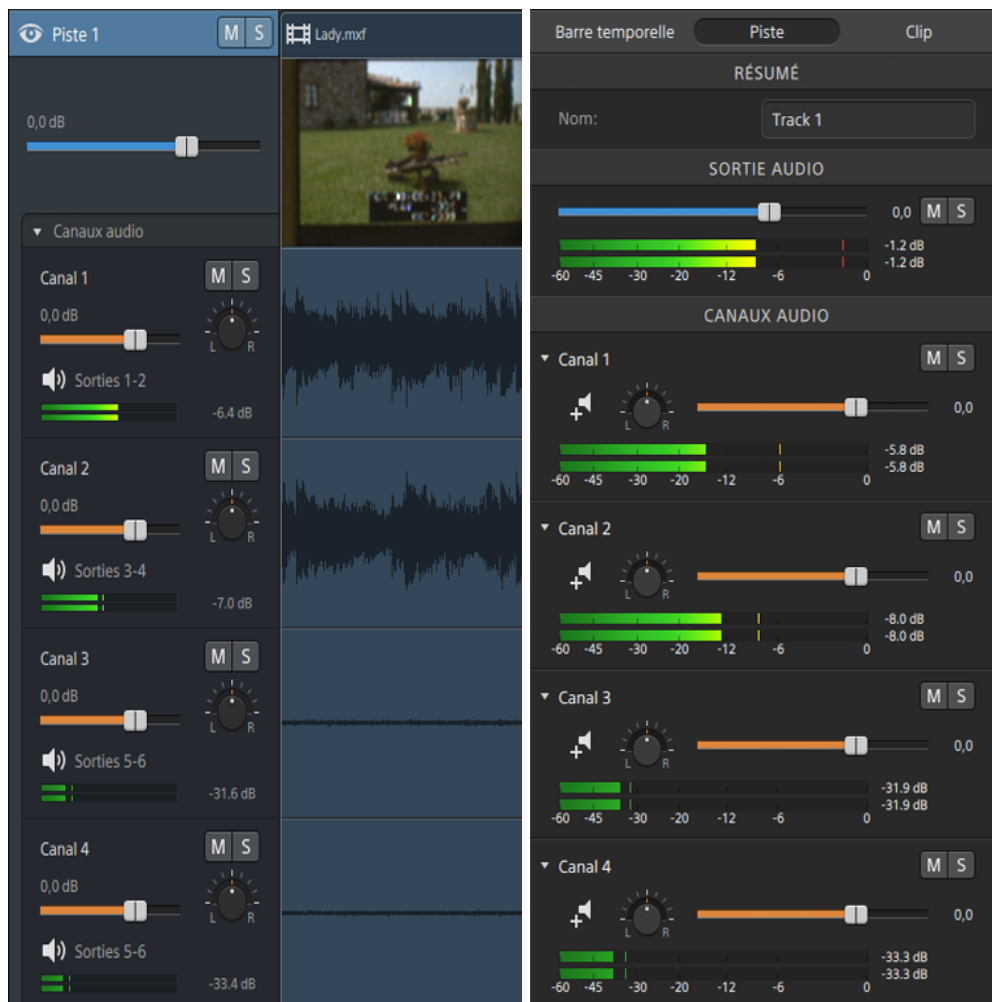 Piste 1
M S
Lady.mxf
0,0 dB
Canaux audio
Canal 1
M S
0,0 dB
L R
Sorties 1-2
-6.4 dB
Canal 2
M S
0,0 dB
L R
Sorties 3-4
-7.0 dB
Canal 3
M S
0,0 dB
L R
Sorties 5-6
-31.6 dB
Canal 4
M S
0,0 dB
L R
Sorties 5-6
-33.4 dB
Barre temporelle Piste Clip
RÉSUMÉ
Nom: Track 1
SORTIE AUDIO
0,0 M S
-1.2 dB
-1.2 dB
-60 -45 -30 -20 -12 -6 0
CANAUX AUDIO
Canal 1 M S
L R 0,0
-5.8 dB
-5.8 dB
-60 -45 -30 -20 -12 -6 0
Canal 2 M S
L R 0,0
-8.0 dB
-8.0 dB
-60 -45 -30 -20 -12 -6 0
Canal 3 M S
L R 0,0
-31.9 dB
-31.9 dB
-60 -45 -30 -20 -12 -6 0
Canal 4 M S
L R 0,0
-33.3 dB
-33.3 dB
-60 -45 -30 -20 -12 -6 0